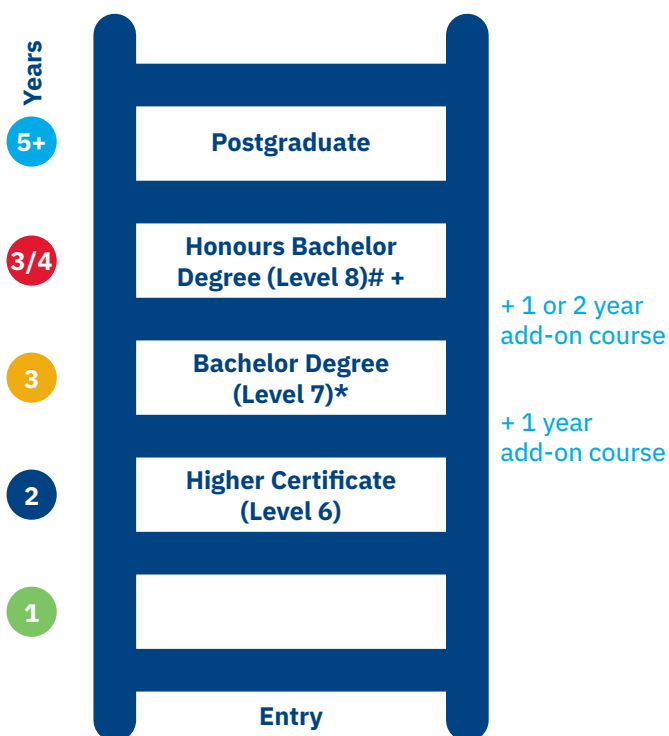 Years
5+
Postgraduate
3/4
Honours Bachelor
Degree (Level 8)# +
+ 1 or 2 year
add-on course
3
Bachelor Degree
(Level 7)*
+ 1 year
add-on course
2
Higher Certificate
(Level 6)
1
Entry